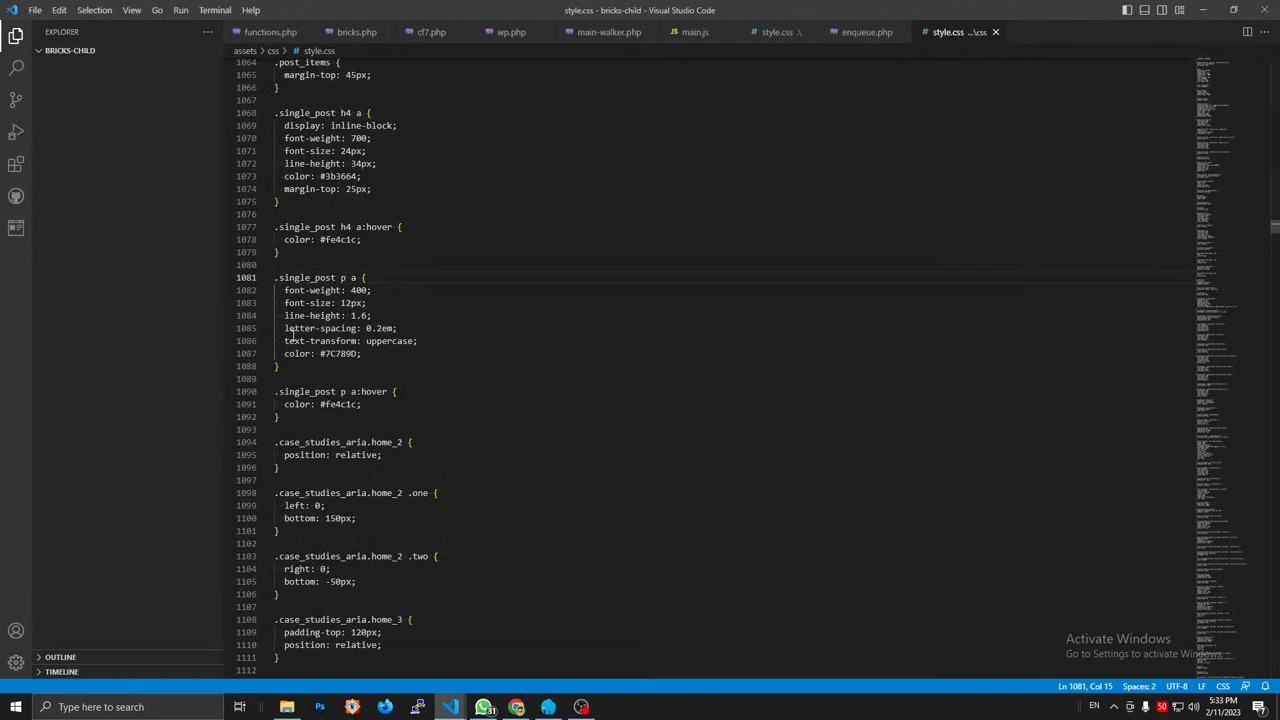 File Edit Selection View Go Run Terminal Help
style.css - bricks-child - Visual Studio Code
EXPLORER
functions.php bricks.php cf7.php wp.php main-walker.php main.js style.css .\ enqueue.php style.css ...\css
BRICKS-CHILD
assets > css > style.css
1064 .post_items {
1065 margin-top: 45px;
1066 }
1067
1068 .single_post h4 a {
1069 display: inline-block;
1070 font-weight: 700;
1071 font-size: 24px;
1072 line-height: 34px;
1073 color: #3b3e64;
1074 margin-top: 25px;
1075 }
1076
1077 .single_post h4 a:hover {
1078 color: #fe4c1c;
1079 }
1080
1081 .single_post p a {
1082 font-weight: 400;
1083 font-size: 12px;
1084 line-height: 1.6;
1085 letter-spacing: 0.2em;
1086 text-transform: uppercase;
1087 color:
1088 }
1089
1090 .single_post p a:hover {
1091 color: #fe4c1c;
1092 }
1093
1094 .case_studies_aria.home_2 {
1095 position: relative;
1096 }
1097
1098 .case_studies_aria.home_2 .one {
1099 left: 0;
1100 bottom: 150px;
1101 }
1102
1103 .case_studies_aria.home_2 .two {
1104 right: 0;
1105 bottom: -50px;
1106 }
1107
1108 .case_studies_aria.home_3 {
1109 padding-top: 120px;
1110 position: relative;
1111 }
1112
OUTLINE
TIMELINE
Activate Windows
Go to Settings to activate Windows.
Ln 1081, Col 15 Spaces: 2 UTF-8 LF CSS
Type here to search
31
50
ENG
5:33 PM
2/11/2023